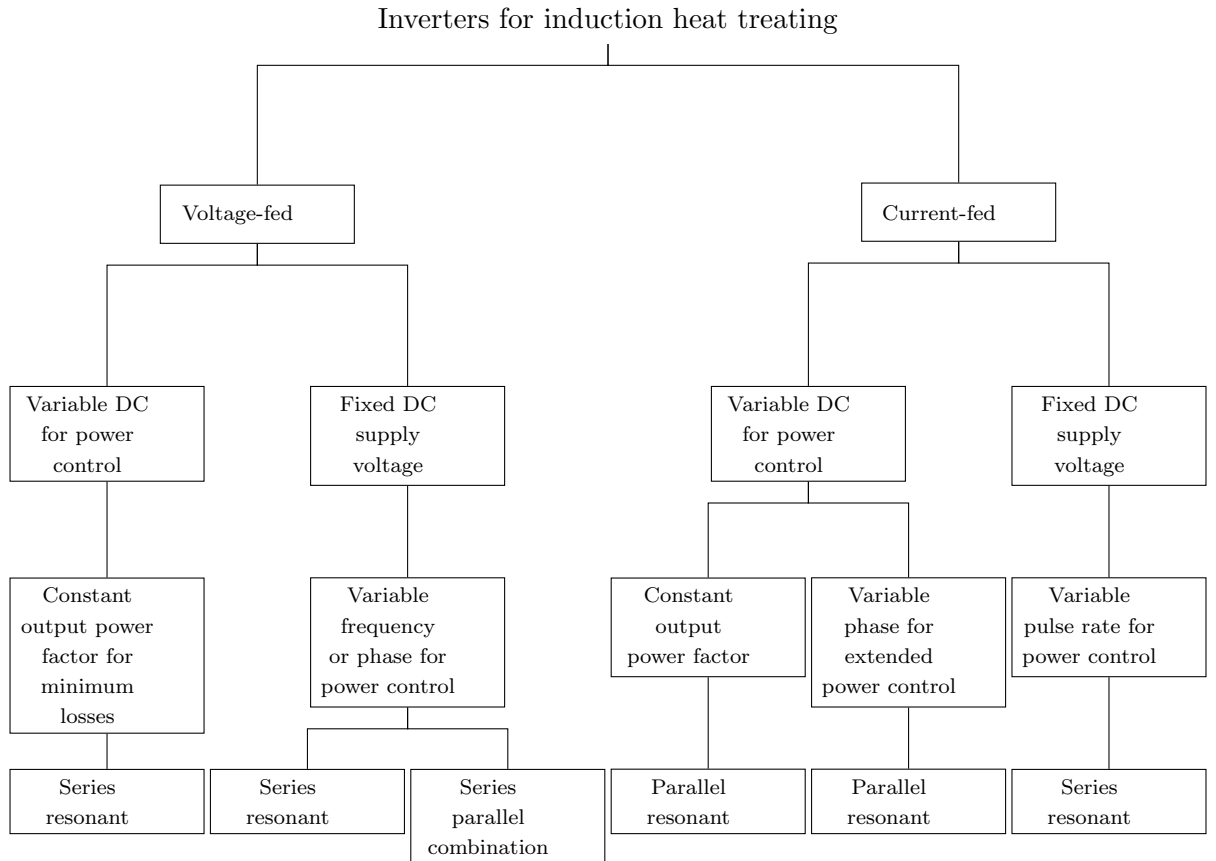 Inverters for induction heat treating
Voltage-fed
Current-fed
Variable DC
for power
control
Fixed DC
supply
voltage
Variable DC
for power
control
Fixed DC
supply
voltage
Constant
output power
factor for
minimum
losses
Variable
frequency
or phase for
power control
Constant
output
power factor
Variable
phase for
extended
power control
Variable
pulse rate for
power control
Series
resonant
Series
resonant
Series
parallel
combination
Parallel
resonant
Parallel
resonant
Series
resonant